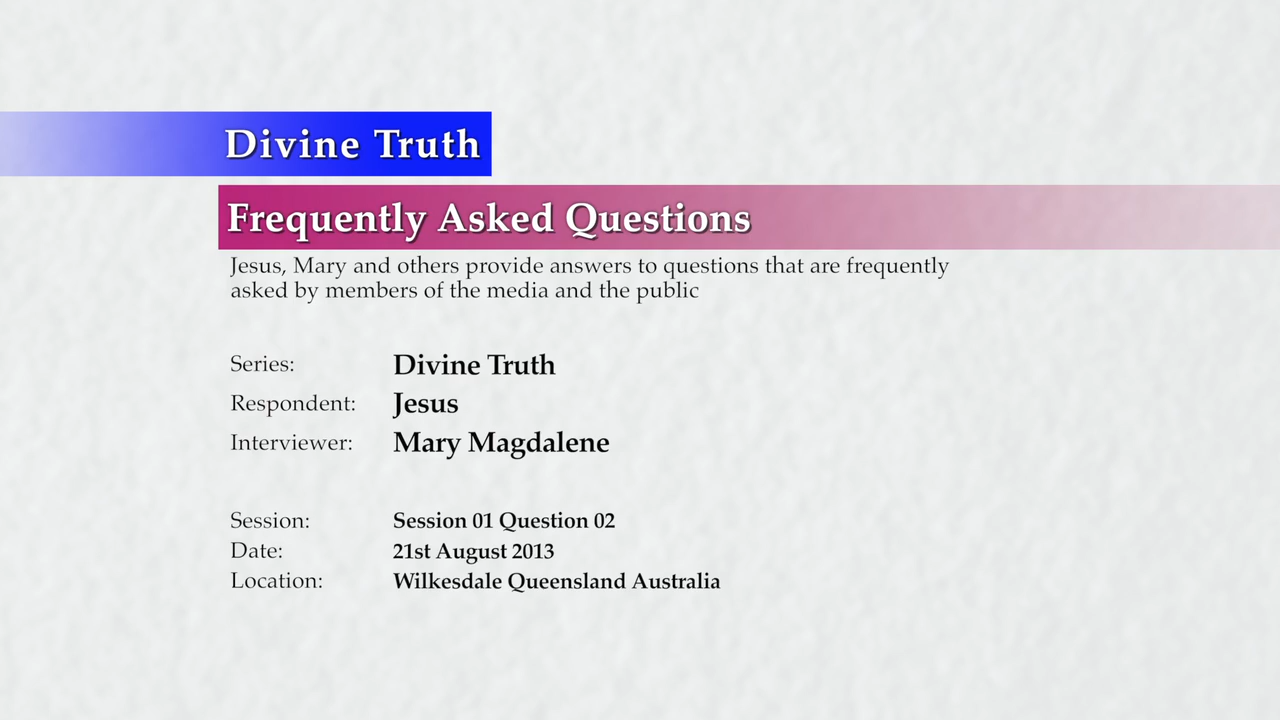 Divine Truth
Frequently Asked Questions
Jesus, Mary and others provide answers to questions that are frequently
asked by members of the media and the public
Series: Divine Truth
Respondent: Jesus
Interviewer: Mary Magdalene
Session: Session 01 Question 02
Date: 21st August 2013
Location: Wilkesdale Queensland Australia